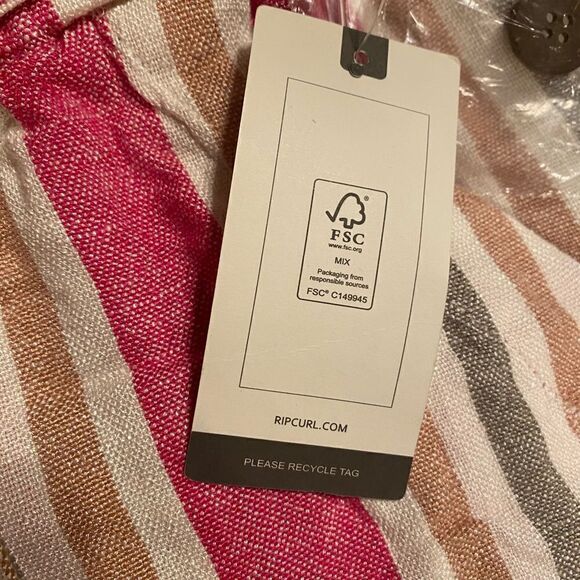 FSC
www.fsc.org
MIX
Packaging from
responsible sources
FSC® C149945
RIPCURL.COM
PLEASE RECYCLE TAG